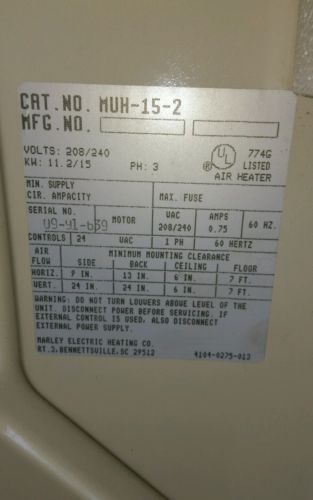 CAT.NO. MUH-15-2
MFG.NO.
VOLTS: 208/240
KW: 11.2/15 PH: 3
UL ® 774G
LISTED
AIR HEATER
MIN. SUPPLY
CIR. AMPACITY
MAX. FUSE
SERIAL NO. MOTOR VAC AMPS 60 HZ.
208/240 0.75
CONTROLS 24 VAC 1 PH 60 HERTZ
AIR FLOW MINIMUM MOUNTING CLEARANCE
SIDE BACK CEILING FLOOR
HORIZ. 9 IN. 13 IN. 6 IN. 7 FT.
VERT. 24 IN. 24 IN. 6 IN. 7 FT.
WARNING: DO NOT TURN LOUVERS ABOVE LEVEL OF THE
UNIT. DISCONNECT POWER BEFORE SERVICING. IF
EXTERNAL CONTROL IS USED, ALSO DISCONNECT
EXTERNAL POWER SUPPLY.
MARLEY ELECTRIC HEATING CO.
RT.3,BENNETTSVILLE,SC 29512 4104-0275-013